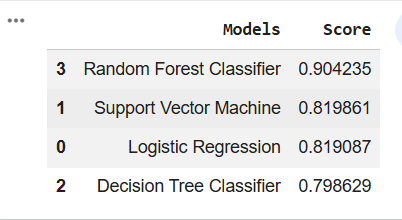 Models Score
3 Random Forest Classifier 0.904235
1 Support Vector Machine 0.819861
0 Logistic Regression 0.819087
2 Decision Tree Classifier 0.798629